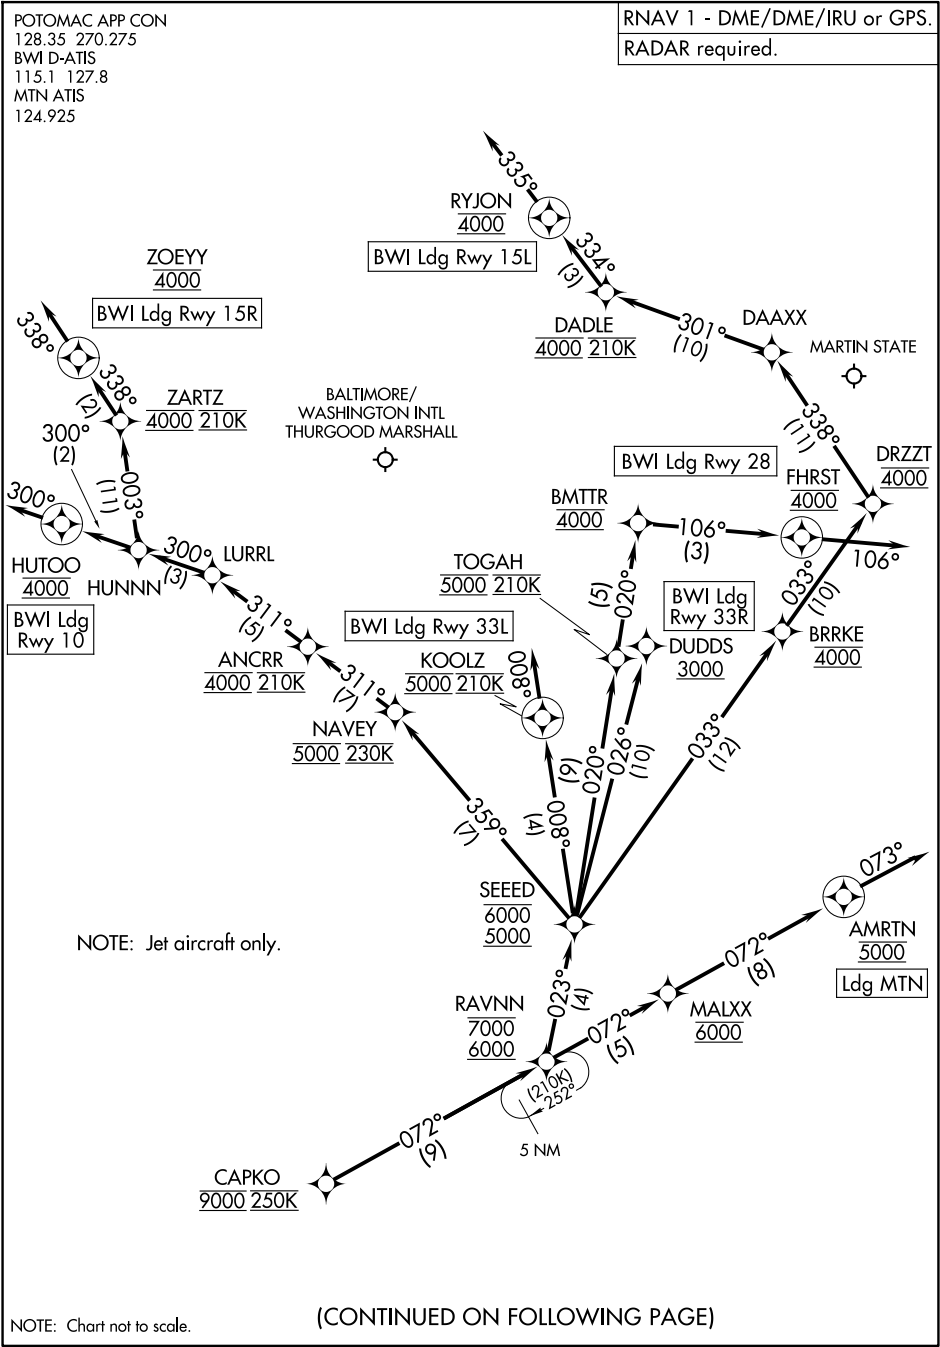 POTOMAC APP CON
128.35 270.275
BWI D-ATIS
115.1 127.8
MTN ATIS
124.925
RNAV 1 - DME/DME/IRU or GPS.
RADAR required.
335°
RYJON
4000
BWI Ldg Rwy 15L
334°
(3)
DADLE
4000 210K
301°
(10)
DAAXX
MARTIN STATE
ZOEYY
4000
BWI Ldg Rwy 15R
338°
338°
(2)
ZARTZ
4000 210K
BALTIMORE/
WASHINGTON INTL
THURGOOD MARSHALL
300°
(2)
003°
(11)
338°
(11)
DRZZT
4000
BWI Ldg Rwy 28
FHRST
4000
BMTTR
4000
106°
(3)
106°
300°
HUTOO
4000
BWI Ldg
Rwy 10
HUNNN
300°
(3)
LURRL
311°
(5)
ANCRR
4000 210K
311°
(7)
NAVEY
5000 230K
BWI Ldg Rwy 33L
KOOLZ
5000 210K
008°
TOGAH
5000 210K
020°
(5)
BWI Ldg
Rwy 33R
DUDDS
3000
033°
(10)
BRRKE
4000
359°
(7)
008°
(4)
020°
(9)
026°
(10)
033°
(12)
SEEED
6000
5000
NOTE: Jet aircraft only.
073°
AMRTN
5000
Ldg MTN
072°
(8)
MALXX
6000
RAVNN
7000
6000
023°
(4)
072°
(5)
(210K)
252°
5 NM
072°
(9)
CAPKO
9000 250K
NOTE: Chart not to scale.
(CONTINUED ON FOLLOWING PAGE)